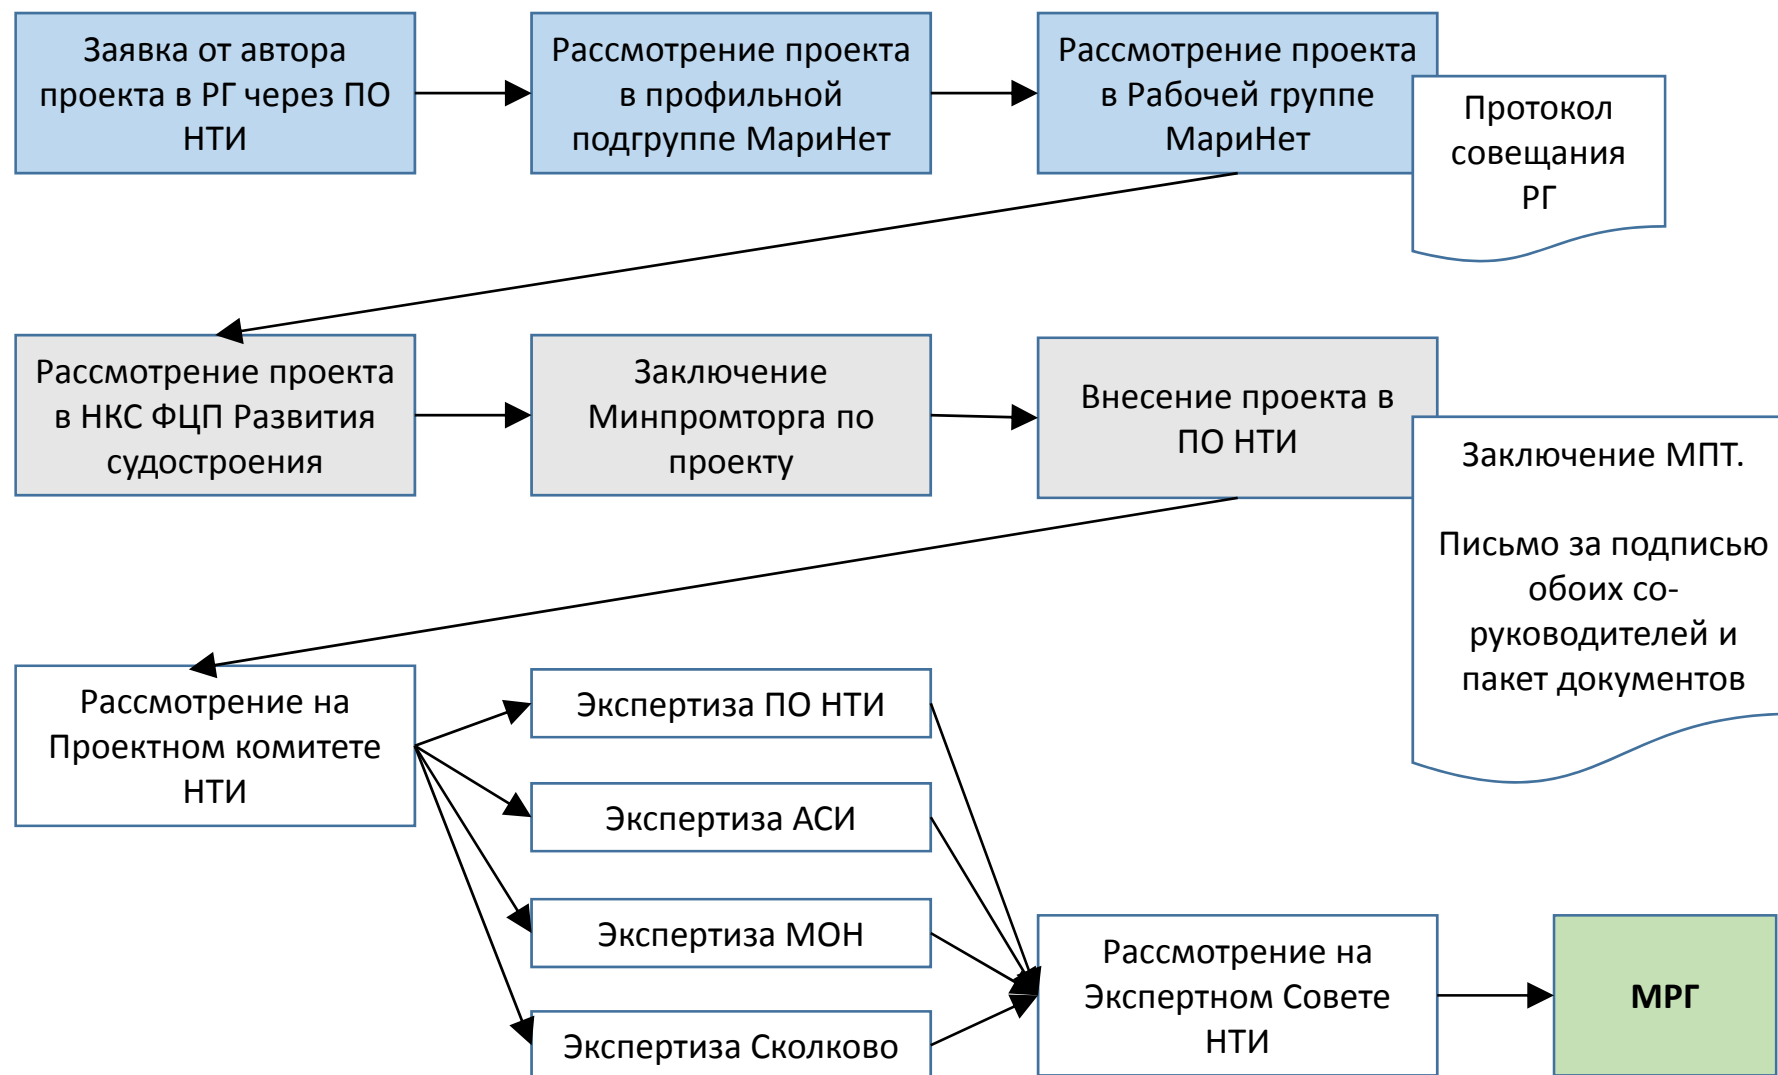 Заявка от автора
проекта в РГ через ПО
НТИ
Рассмотрение проекта
в профильной
подгруппе МариНет
Рассмотрение проекта
в Рабочей группе
МариНет
Протокол
совещания
РГ
Рассмотрение проекта
в НКС ФЦП Развития
судостроения
Заключение
Минпромторга по
проекту
Внесение проекта в
ПО НТИ
Заключение МПТ.
Письмо за подписью
обоих со-
руководителей и
пакет документов
Рассмотрение на
Проектном комитете
НТИ
Экспертиза ПО НТИ
Экспертиза АСИ
Экспертиза МОН
Экспертиза Сколково
Рассмотрение на
Экспертном Совете
НТИ
МРГ